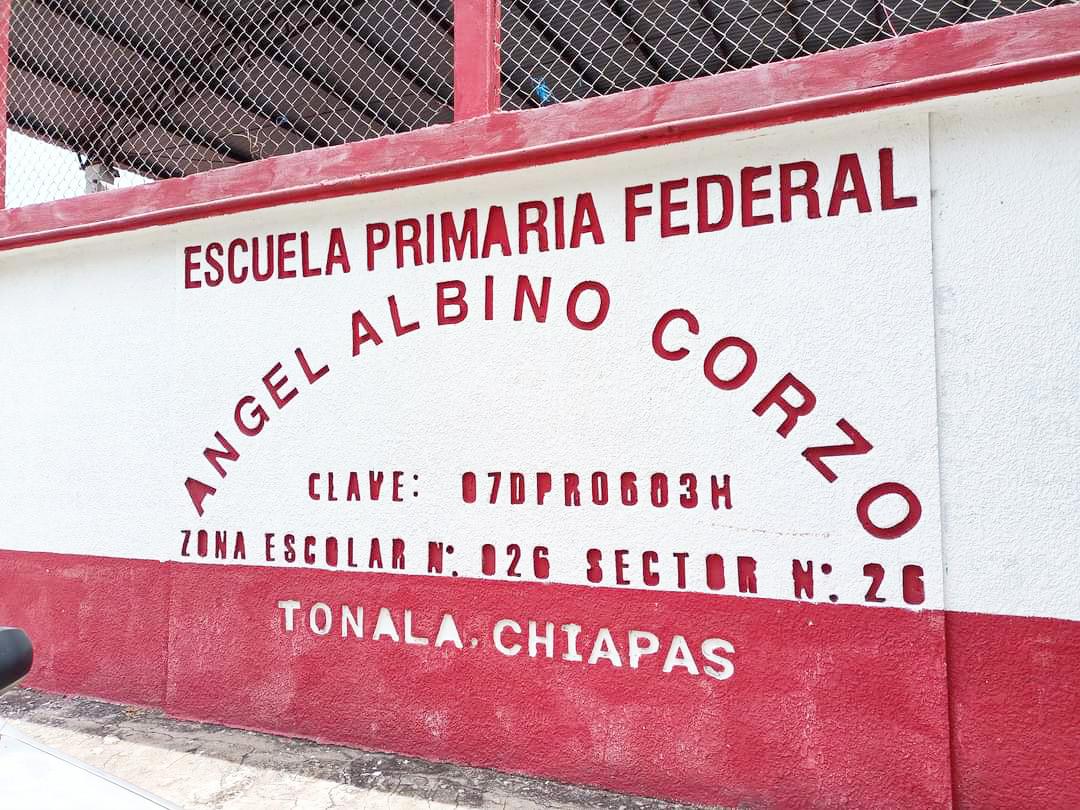 ESCUELA PRIMARIA FEDERAL
ANGEL ALBINO CORZO
CLAVE: 07DPR0603H
ZONA ESCOLAR N°. 026 SECTOR N°. 26
TONALA, CHIAPAS